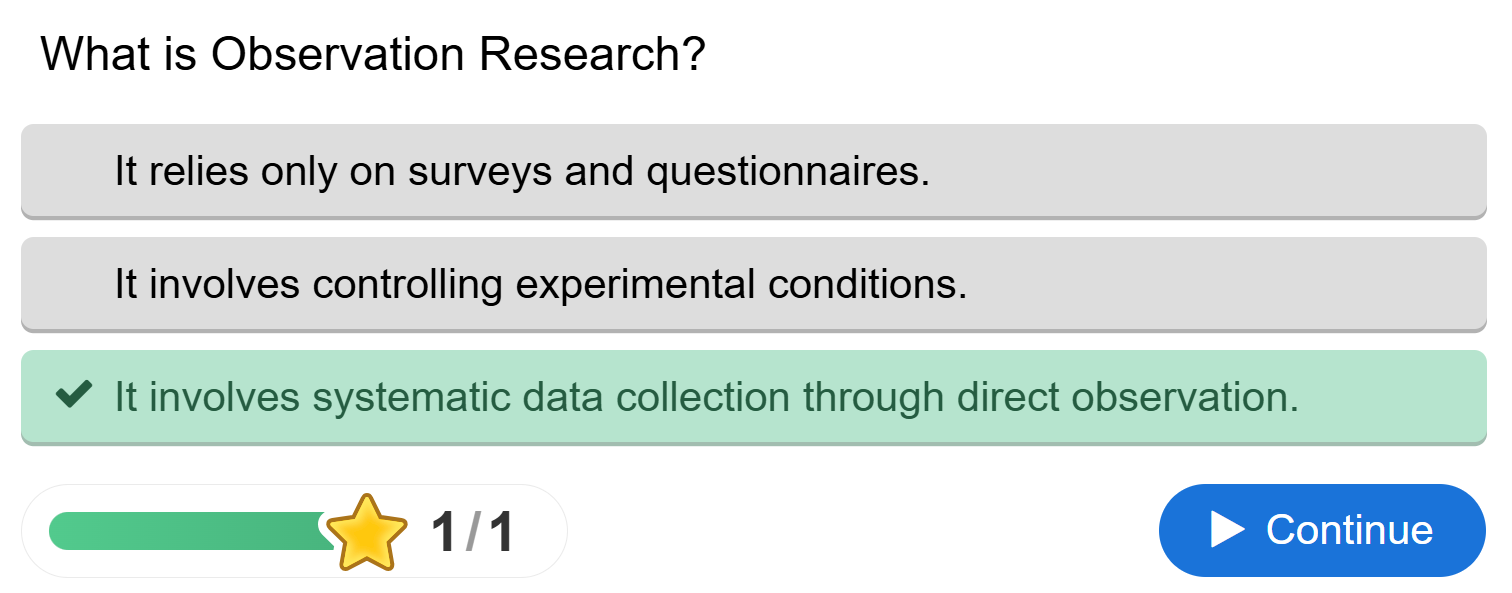 What is Observation Research?
It relies only on surveys and questionnaires.
It involves controlling experimental conditions.
It involves systematic data collection through direct observation.
1/1
Continue